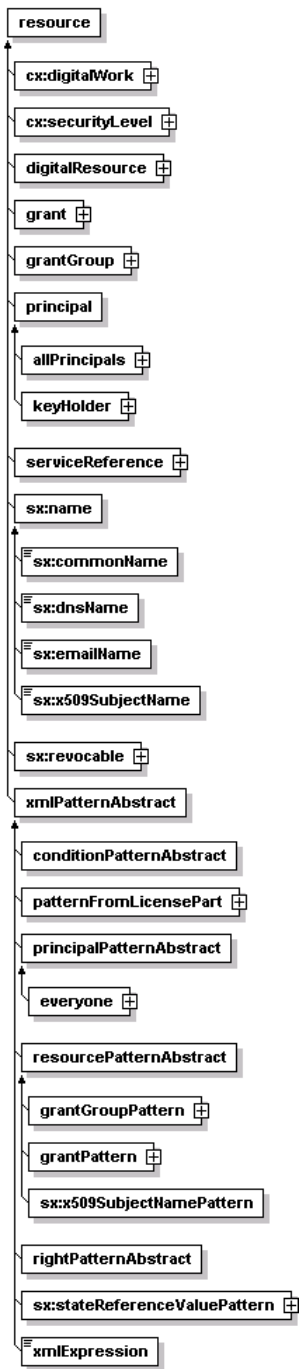 resource
cx:digitalWork
cx:securityLevel
digitalResource
grant
grantGroup
principal
allPrincipals
keyHolder
serviceReference
sx:name
sx:commonName
sx:dnsName
sx:emailName
sx:x509SubjectName
sx:revocable
xmlPatternAbstract
conditionPatternAbstract
patternFromLicensePart
principalPatternAbstract
everyone
resourcePatternAbstract
grantGroupPattern
grantPattern
sx:x509SubjectNamePattern
rightPatternAbstract
sx:stateReferenceValuePattern
xmlExpression